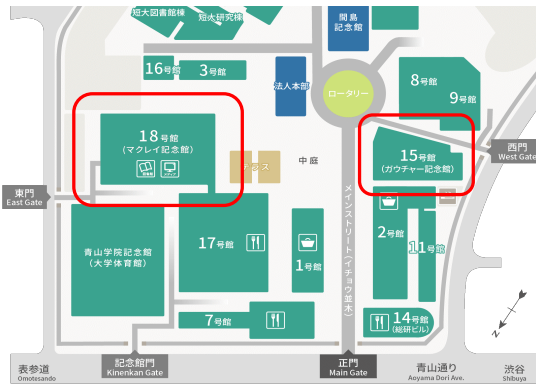 短大図書館棟
短大研究棟
間島
記念館
16号館
3号館
法人本部
ロータリー
8号館
9号館
18号館
(マクレイ記念館)
テラス
中庭
15号館
(ガウチャー記念館)
西門
West Gate
東門
East Gate
青山学院記念館
(大学体育館)
17号館
1号館
メインストリート(イチョウ並木)
2号館
11号館
7号館
14号館
(総研ビル)
N
表参道
Omotesando
記念館門
Kinenkan Gate
正門
Main Gate
青山通り
Aoyama Dori Ave.
渋谷
Shibuya